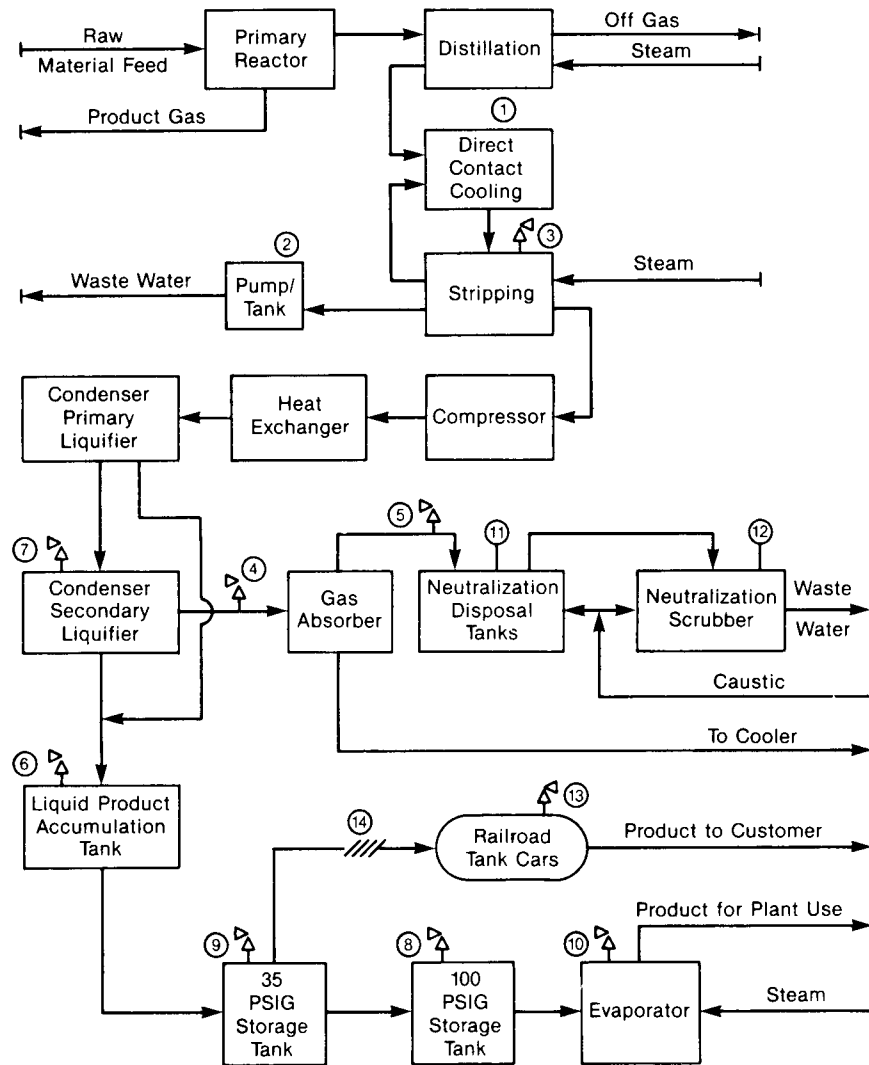 Raw
Material Feed
Primary
Reactor
Distillation
Off Gas
Steam
Product Gas
1
Direct
Contact
Cooling
2
3
Waste Water
Pump/
Tank
Stripping
Steam
Condenser
Primary
Liquifier
Heat
Exchanger
Compressor
7
4
5
11
12
Condenser
Secondary
Liquifier
Gas
Absorber
Neutralization
Disposal
Tanks
Neutralization
Scrubber
Waste
Water
Caustic
To Cooler
6
Liquid Product
Accumulation
Tank
14
13
Railroad
Tank Cars
Product to Customer
Product for Plant Use
9
8
10
35
PSIG
Storage
Tank
100
PSIG
Storage
Tank
Evaporator
Steam